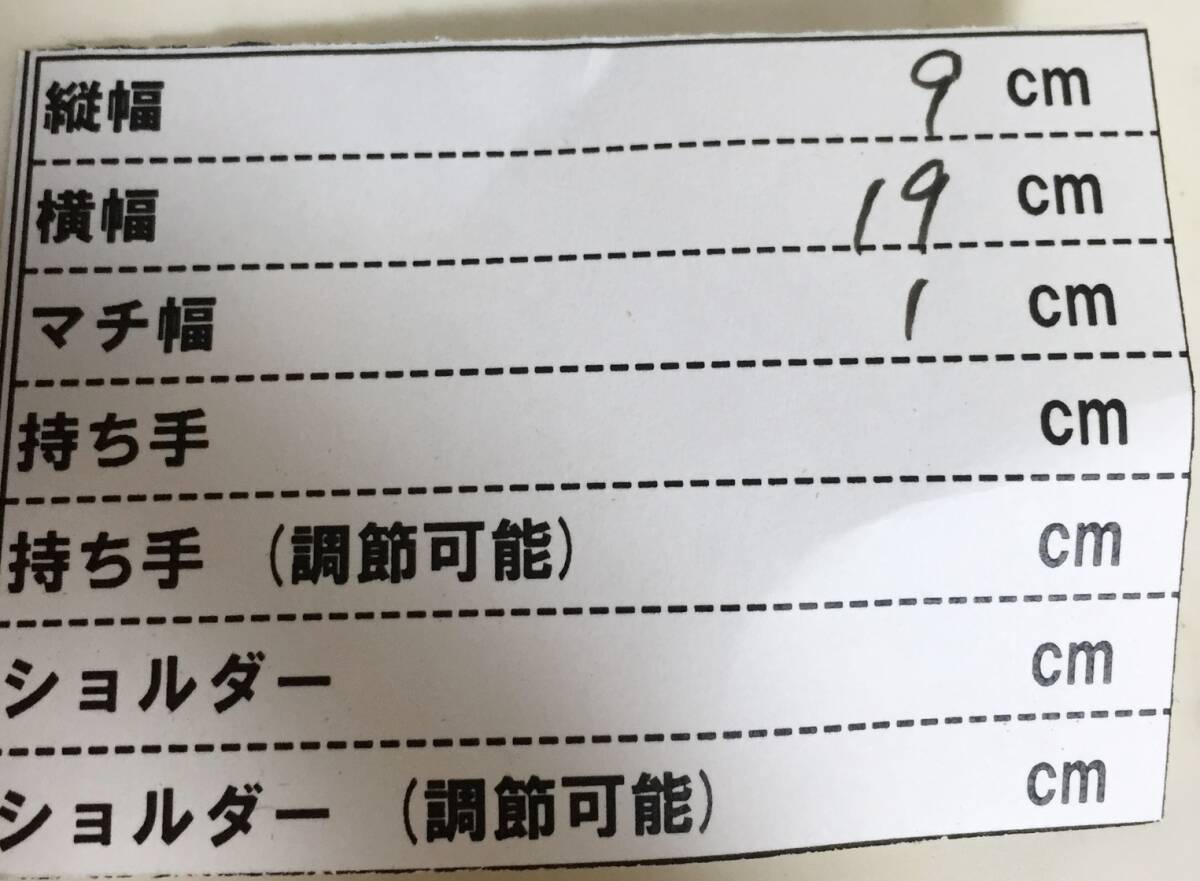 縦幅 9 cm
横幅 19 cm
マチ幅 1 cm
持ち手 cm
持ち手 (調節可能) cm
ショルダー cm
ショルダー (調節可能) cm